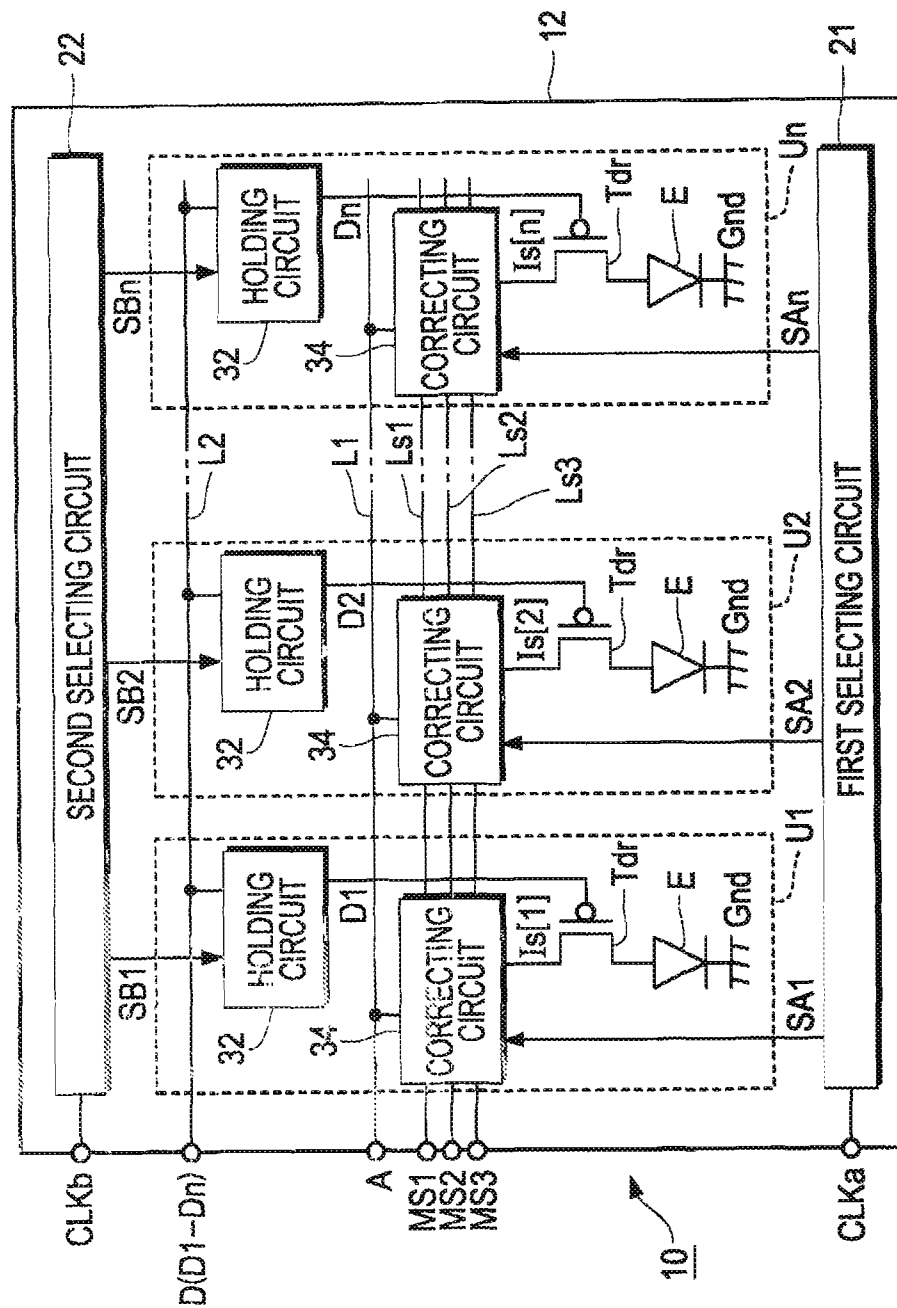 22
12
SECOND SELECTING CIRCUIT
CLKb
SB1
SB2
SBn
D(D1–Dn)
L2
HOLDING CIRCUIT
HOLDING CIRCUIT
HOLDING CIRCUIT
32
32
32
D1
D2
Dn
A
L1
34
34
34
MS1
MS2
MS3
CORRECTING CIRCUIT
CORRECTING CIRCUIT
CORRECTING CIRCUIT
Ls1
Ls2
Ls3
Is[1]
Is[2]
Is[n]
Tdr
Tdr
Tdr
E
E
E
Gnd
Gnd
Gnd
SA1
SA2
SAn
U1
U2
Un
10
CLKa
FIRST SELECTING CIRCUIT
21